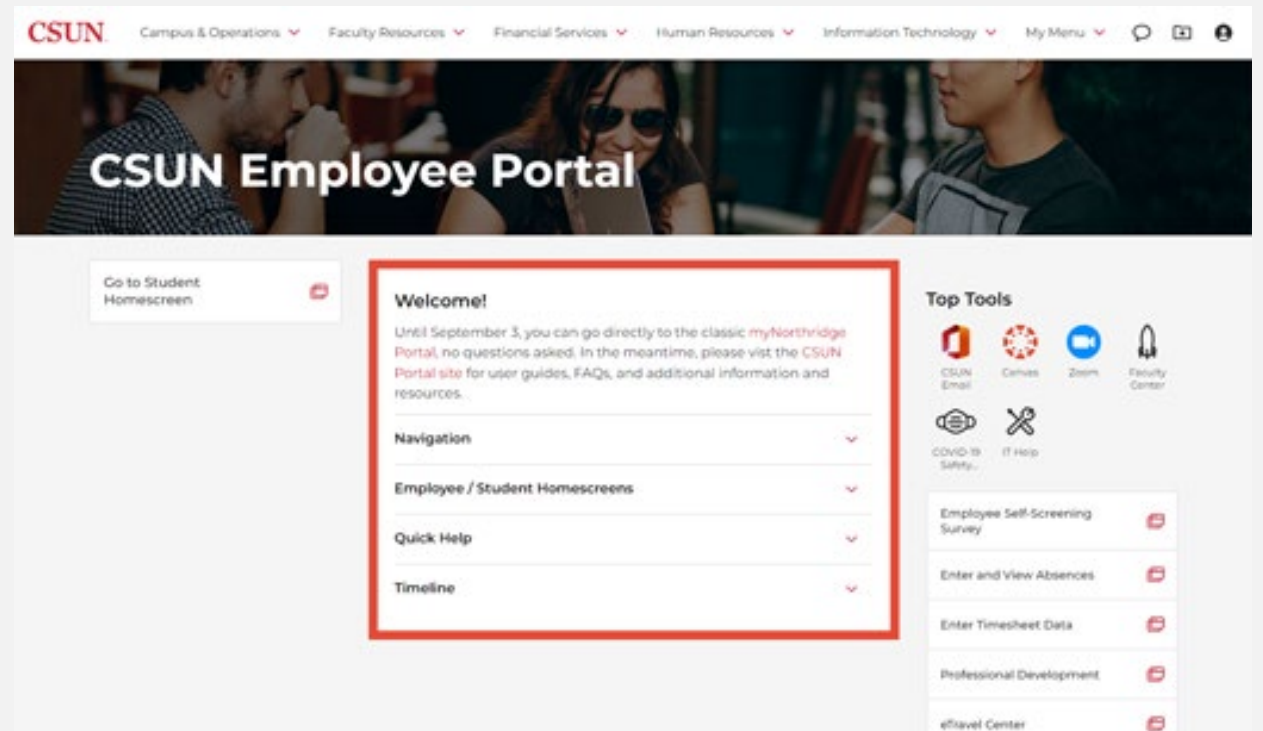 CSUN Campus & Operations Faculty Resources Financial Services Human Resources Information Technology My Menu
CSUN Employee Portal
Go to Student
Homescreen
Welcome!
Until September 3, you can go directly to the classic myNorthridge
Portal, no questions asked. In the meantime, please vist the CSUN
Portal site for user guides, FAQs, and additional information and
resources.
Navigation
Employee / Student Homescreens
Quick Help
Timeline
Top Tools
CSUN
Email
Canvas
Zoom
Faculty
Center
COVID-19
Safety...
IT Help
Employee Self-Screening
Survey
Enter and View Absences
Enter Timesheet Data
Professional Development
eTravel Center